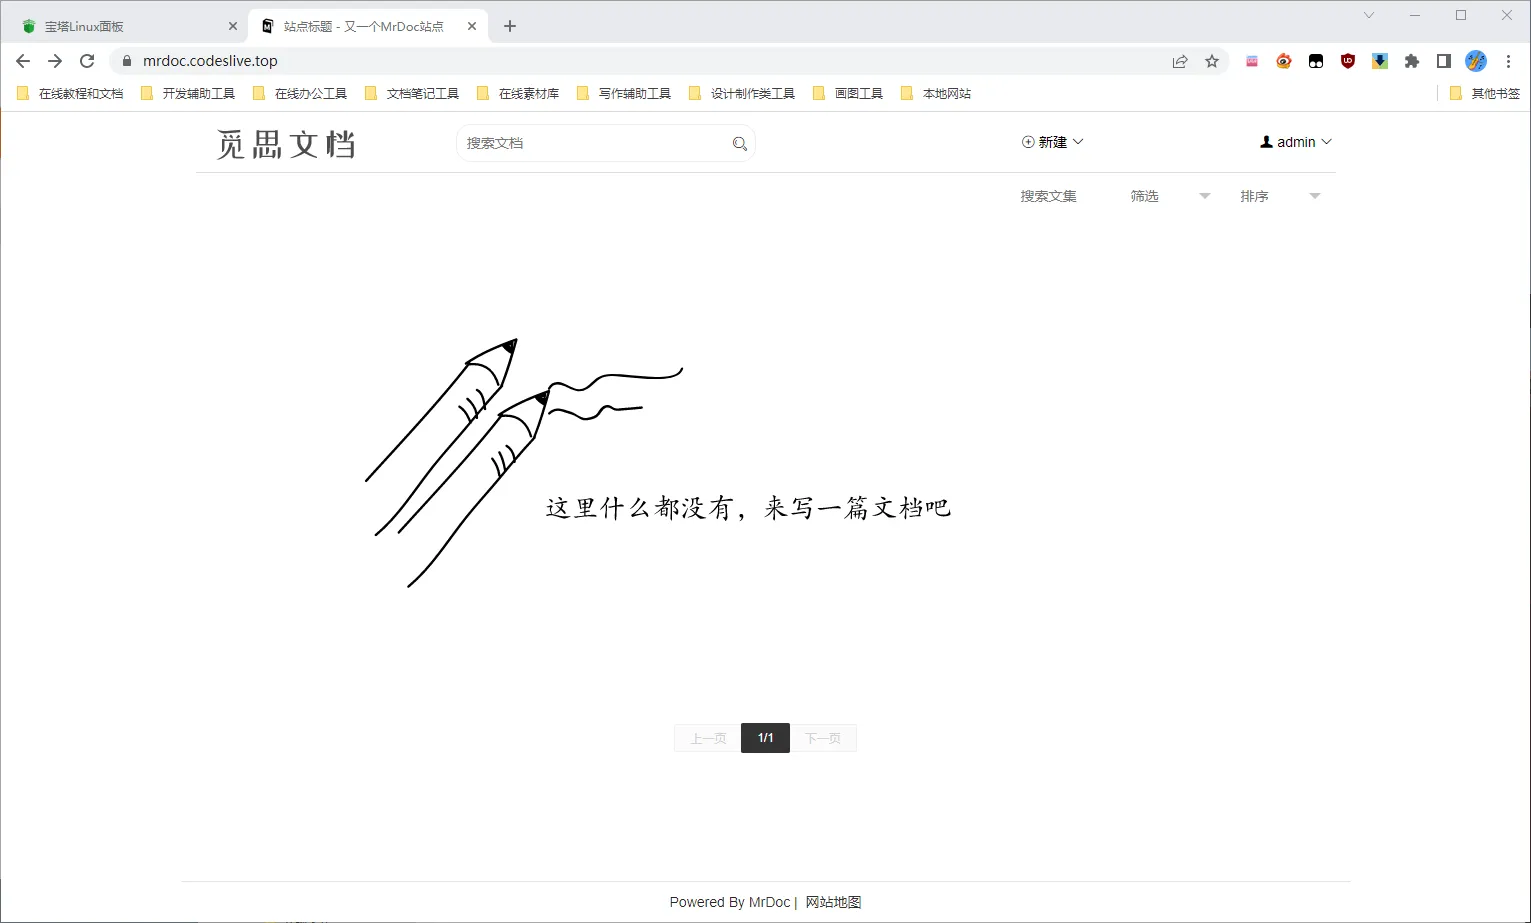 宝塔Linux面板
站点标题 - 又一个MrDoc站点
mrdoc.codeslive.top
在线教程和文档 开发辅助工具 在线办公工具 文档笔记工具 在线素材库 写作辅助工具 设计制作类工具 画图工具 本地网站 其他书签
觅思文档 搜索文档 新建 admin
搜索文集 筛选 排序
这里什么都没有，来写一篇文档吧
上一页 1/1 下一页
Powered By MrDoc | 网站地图